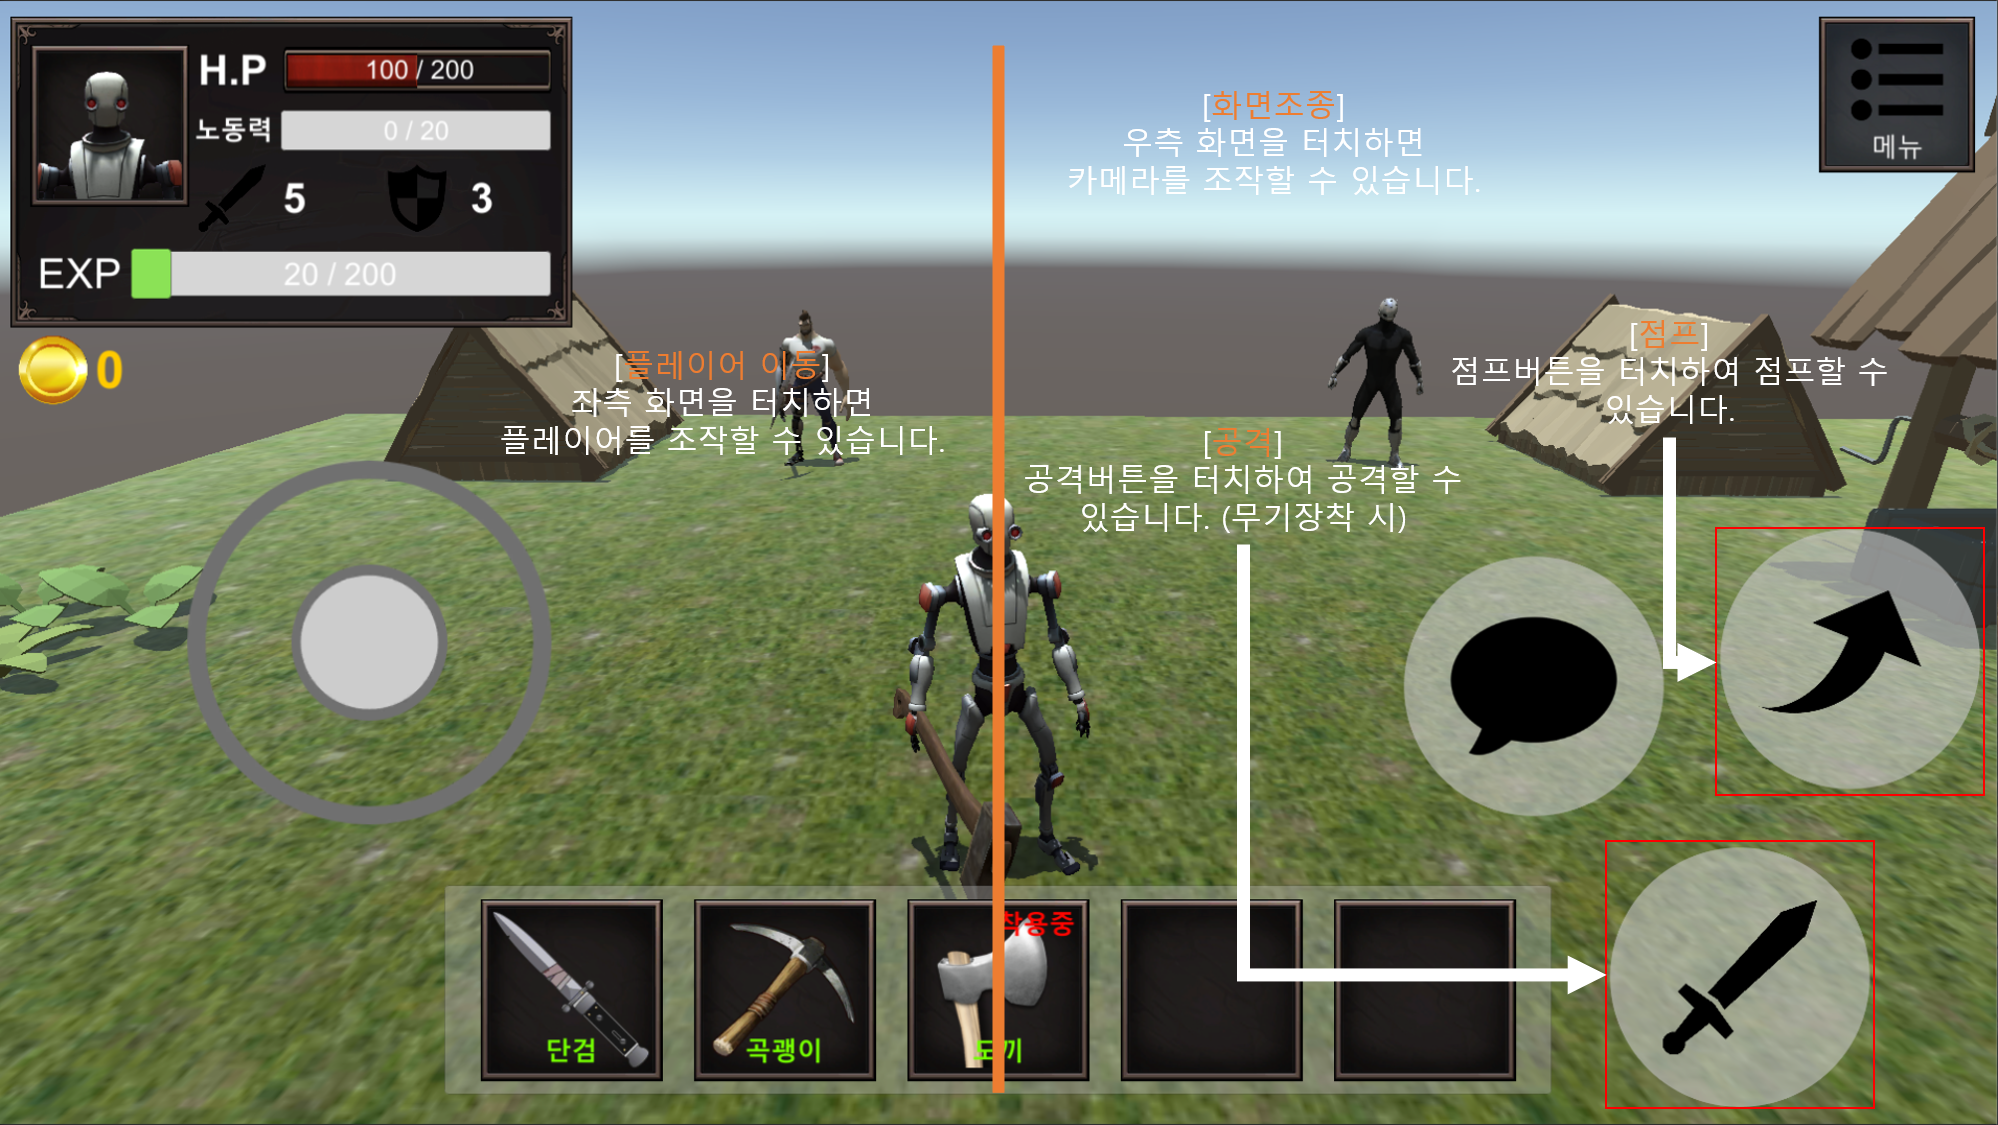 H.P 100 / 200
노동력 0 / 20
5 3
EXP 20 / 200
0
메뉴
[화면조종]
우측 화면을 터치하면
카메라를 조작할 수 있습니다.
[플레이어 이동]
좌측 화면을 터치하면
플레이어를 조작할 수 있습니다.
[점프]
점프버튼을 터치하여 점프할 수
있습니다.
[공격]
공격버튼을 터치하여 공격할 수
있습니다. (무기장착 시)
착용중
단검
곡괭이
도끼